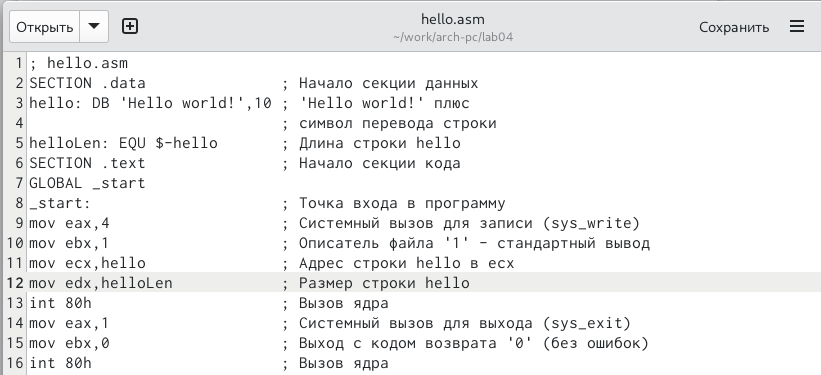 Открыть
hello.asm
~/work/arch-pc/lab04
Сохранить
1 ; hello.asm
2 SECTION .data ; Начало секции данных
3 hello: DB 'Hello world!',10 ; 'Hello world!' плюс
4 ; символ перевода строки
5 helloLen: EQU $-hello ; Длина строки hello
6 SECTION .text ; Начало секции кода
7 GLOBAL _start
8 _start: ; Точка входа в программу
9 mov eax,4 ; Системный вызов для записи (sys_write)
10 mov ebx,1 ; Описатель файла '1' - стандартный вывод
11 mov ecx,hello ; Адрес строки hello в ecx
12 mov edx,helloLen ; Размер строки hello
13 int 80h ; Вызов ядра
14 mov eax,1 ; Системный вызов для выхода (sys_exit)
15 mov ebx,0 ; Выход с кодом возврата '0' (без ошибок)
16 int 80h ; Вызов ядра